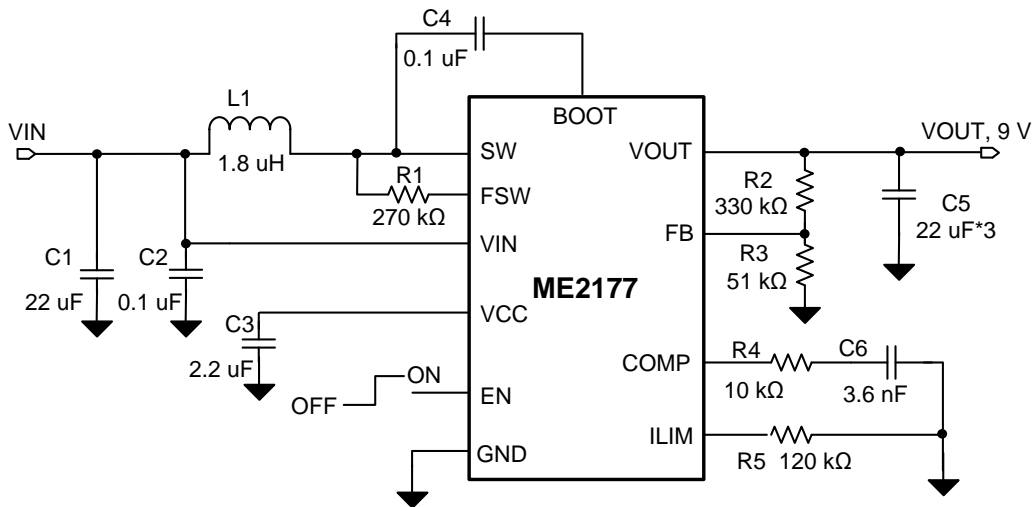 C4
0.1 uF
BOOT
L1
VIN
1.8 uH
SW
VOUT
VOUT, 9 V
R1
FSW
270 kΩ
R2
330 kΩ
C5
22 uF*3
VIN
FB
C1
22 uF
C2
0.1 uF
R3
51 kΩ
ME2177
C3
2.2 uF
VCC
COMP
R4
10 kΩ
C6
3.6 nF
OFF
ON
EN
ILIM
R5 120 kΩ
GND